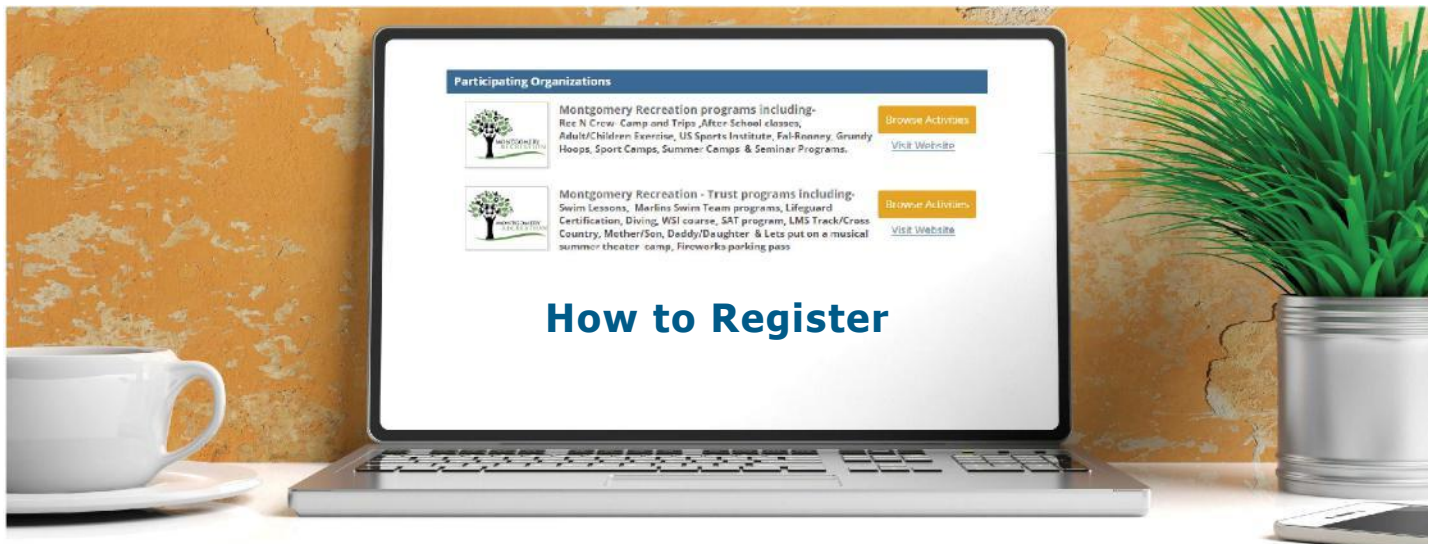 Participating Organizations
Montgomery Recreation programs including-
Rec N Crew- Camp and Trips ,After School classes,
Adult/Children Exercise, US Sports Institute, Fal-Rooney, Grundy
Hoops, Sport Camps, Summer Camps & Seminar Programs.
Browse Activities
Visit Website
MONTGOMERY
RECREATION
Montgomery Recreation - Trust programs including-
Swim Lessons, Marlins Swim Team programs, Lifeguard
Certification, Diving, WSI course, SAT program, LMS Track/Cross
Country, Mother/Son, Daddy/Daughter & Lets put on a musical
summer theater camp, Fireworks parking pass
Browse Activities
Visit Website
MONTGOMERY
RECREATION
How to Register